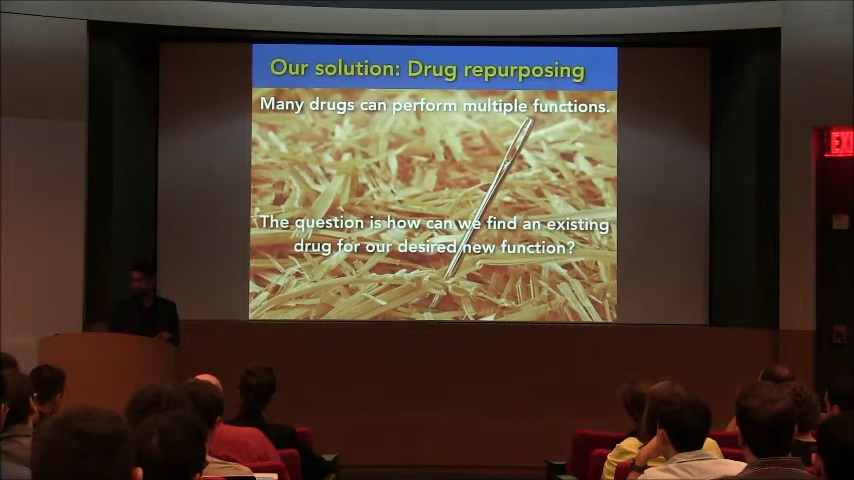 Our solution: Drug repurposing
Many drugs can perform multiple functions.
The question is how can we find an existing
drug for our desired new function?